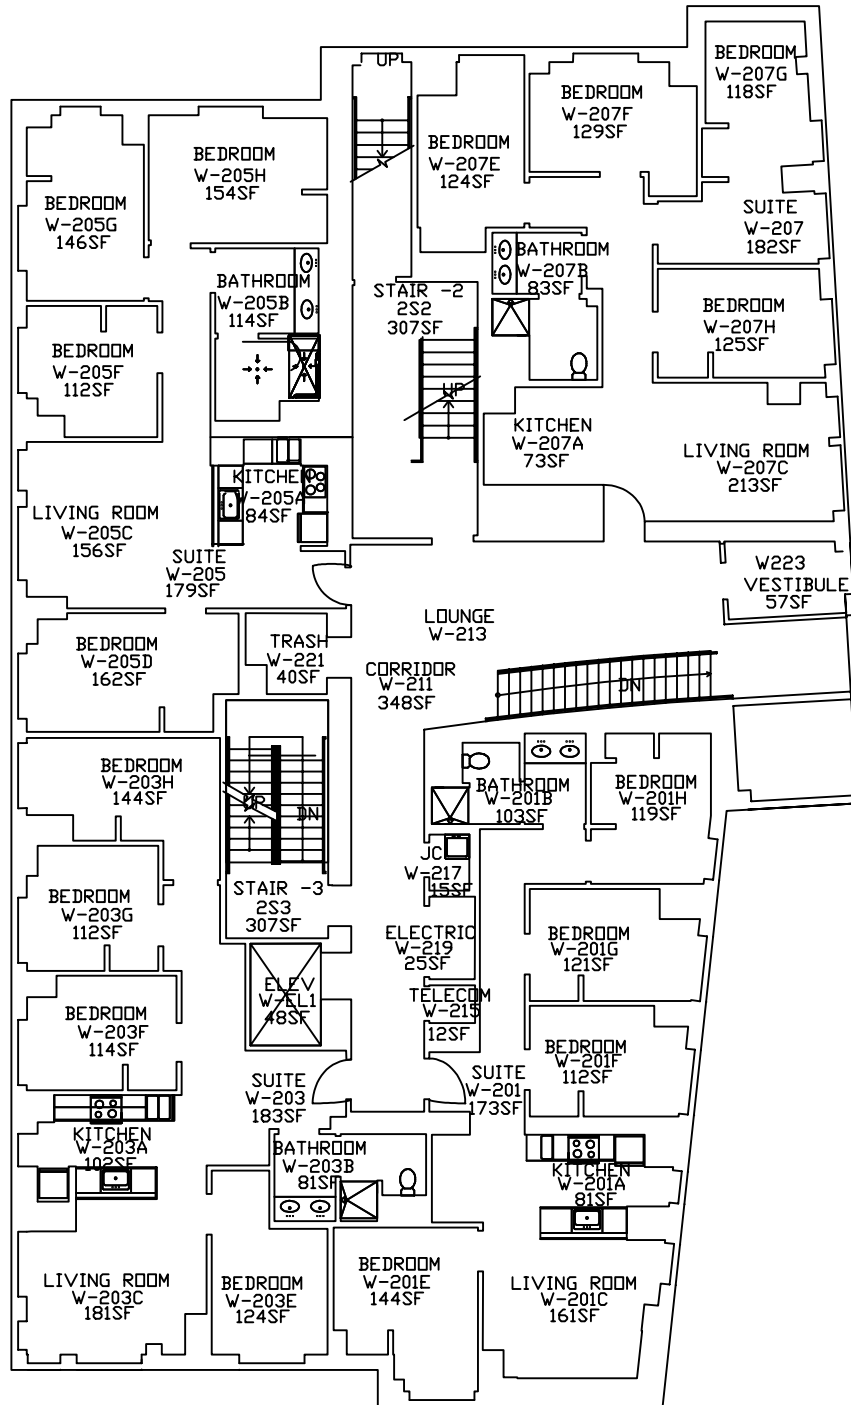 UP
BEDROOM
W-207G
118SF
BEDROOM
W-207F
129SF
BEDROOM
W-207E
124SF
BEDROOM
W-205H
154SF
BEDROOM
W-205G
146SF
SUITE
W-207
182SF
BATHROOM
W-207B
83SF
BATHROOM
W-205B
114SF
STAIR -2
2S2
307SF
BEDROOM
W-207H
125SF
BEDROOM
W-205F
112SF
UP
KITCHEN
W-207A
73SF
LIVING ROOM
W-207C
213SF
KITCHEN
W-205A
84SF
LIVING ROOM
W-205C
156SF
SUITE
W-205
179SF
W223
VESTIBULE
57SF
LOUNGE
W-213
BEDROOM
W-205D
162SF
TRASH
W-221
40SF
CORRIDOR
W-211
348SF
DN
BEDROOM
W-203H
144SF
UP
DN
BATHROOM
W-201B
103SF
BEDROOM
W-201H
119SF
JC
W-217
15SF
BEDROOM
W-203G
112SF
STAIR -3
2S3
307SF
ELECTRIC
W-219
25SF
BEDROOM
W-201G
121SF
ELEV
W-EL1
48SF
TELECOM
W-215
12SF
BEDROOM
W-203F
114SF
BEDROOM
W-201F
112SF
SUITE
W-203
183SF
SUITE
W-201
173SF
KITCHEN
W-203A
102SF
BATHROOM
W-203B
81SF
KITCHEN
W-201A
81SF
LIVING ROOM
W-203C
181SF
BEDROOM
W-203E
124SF
BEDROOM
W-201E
144SF
LIVING ROOM
W-201C
161SF